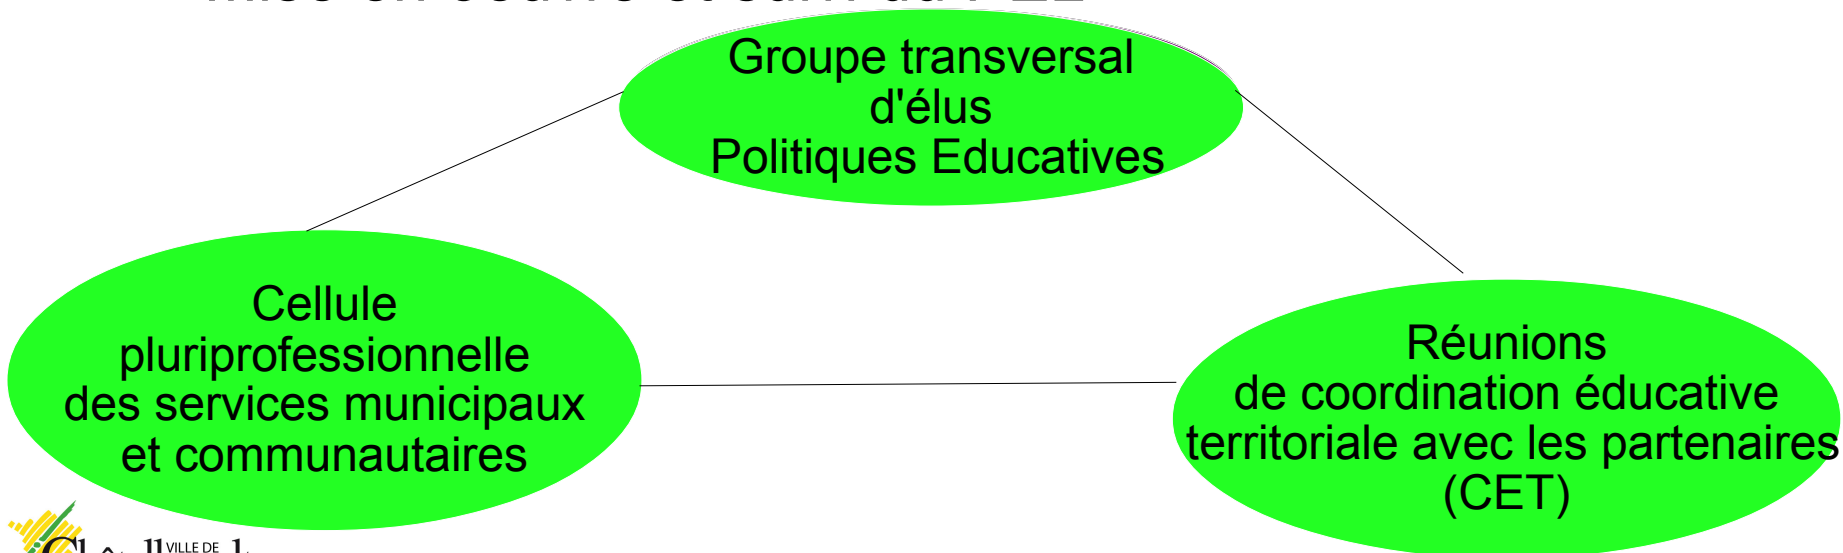 Groupe transversal
d'élus
Politiques Educatives
Cellule
pluriprofessionnelle
des services municipaux
et communautaires
Réunions
de coordination éducative
territoriale avec les partenaires
(CET)
VILLE DE